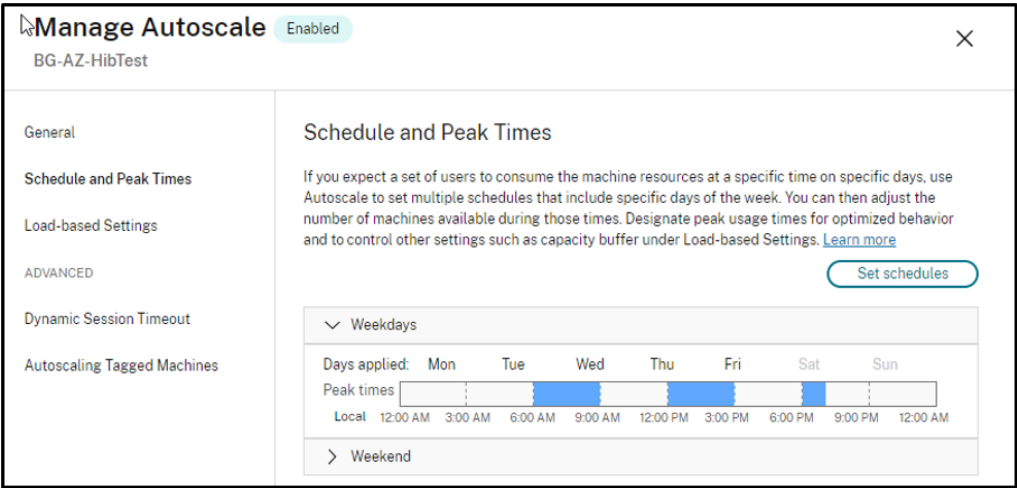 Manage Autoscale Enabled
BG-AZ-HibTest
General
Schedule and Peak Times
Load-based Settings
ADVANCED
Dynamic Session Timeout
Autoscaling Tagged Machines
Schedule and Peak Times
If you expect a set of users to consume the machine resources at a specific time on specific days, use
Autoscale to set multiple schedules that include specific days of the week. You can then adjust the
number of machines available during those times. Designate peak usage times for optimized behavior
and to control other settings such as capacity buffer under Load-based Settings. Learn more
Set schedules
Weekdays
Days applied: Mon Tue Wed Thu Fri Sat Sun
Peak times
Local 12:00 AM 3:00 AM 6:00 AM 9:00 AM 12:00 PM 3:00 PM 6:00 PM 9:00 PM 12:00 AM
Weekend